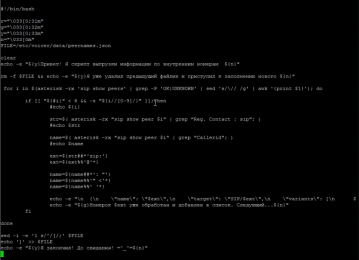 #!/bin/bash
r="\033[0;31m"
g="\033[0;32m"
y="\033[0;33m"
b="\033[0;34m"
n="\033[0m"
FILE=/etc/voicer/data/peernames.json
clear
echo -e "${y}Привет! Я скрипт выгрузки информации по внутренним номерам ${n}"
rm -f $FILE && echo -e "${y}Я уже удалил предыдущий файлик и приступил к заполнению нового ${n}"
for i in $(asterisk -rx 'sip show peers' | grep -P 'OK|UNKNOWN' | sed 's/\// /g' | awk '{print $1}'); do
if [[ "${#i}" < 5 && -z "${i//[0-9]/}" ]];then
#echo ${i}
str=$( asterisk -rx "sip show peer $i" | grep "Reg. Contact : sip"; )
#echo $str
name=$( asterisk -rx "sip show peer $i" | grep "Callerid"; )
#echo $name
ext=${str##*'sip:'}
ext=${ext%%'@'*}
name=${name##*': "'}
name=${name%%'" <'*}
name=${name%%' "'*}
echo -e "\n {\n \"name\": \"$ext\",\n \"target\": \"SIP/$ext\",\n \"variants\": [\n
echo -e "${g}Номерок $ext уже обработан и добавлен в список. Следующий...${n}"
fi
done
sed -i -e '1 s/^/[/;' $FILE
echo ']' >> $FILE
echo -e "${y}Я закончил! До свидания! =^_^=${n}"